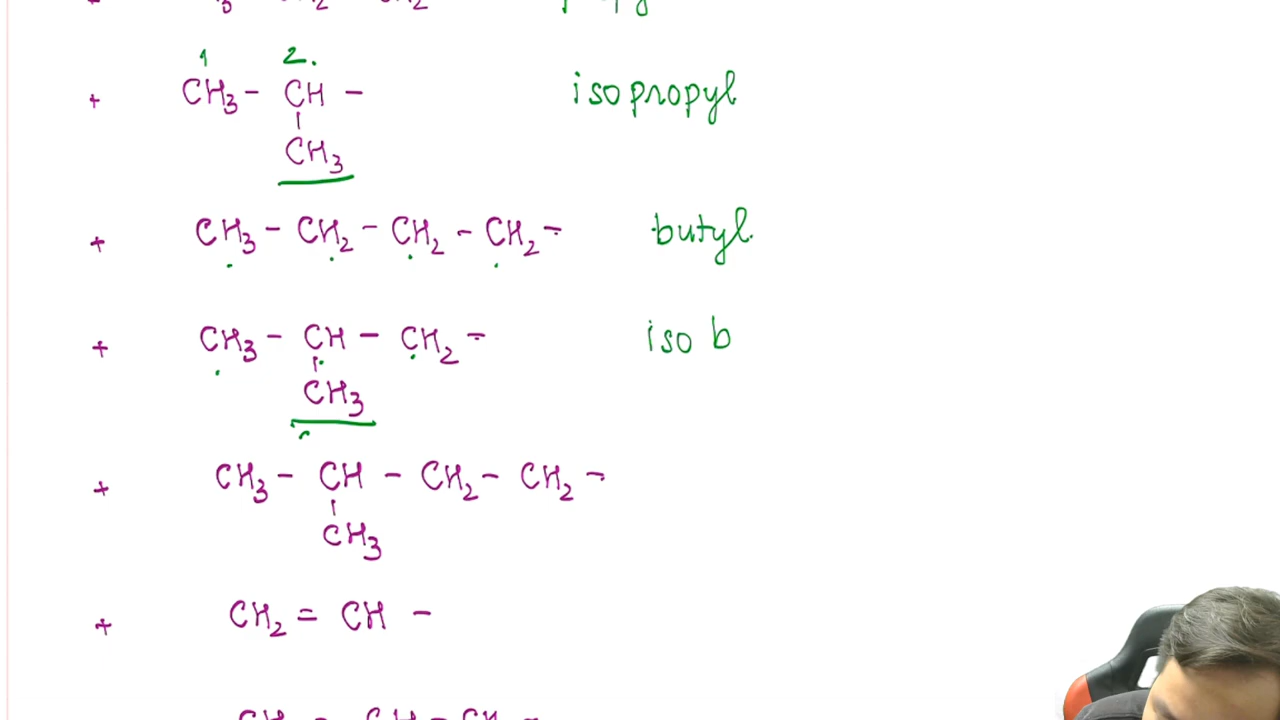 1 2.
+ CH₃ - CH - isopropyl
CH₃
+ CH₃ - CH₂ - CH₂ - CH₂ - butyl.
+ CH₃ - CH - CH₂ - iso b
CH₃
+ CH₃ - CH - CH₂ - CH₂ -
CH₃
+ CH₂ = CH -